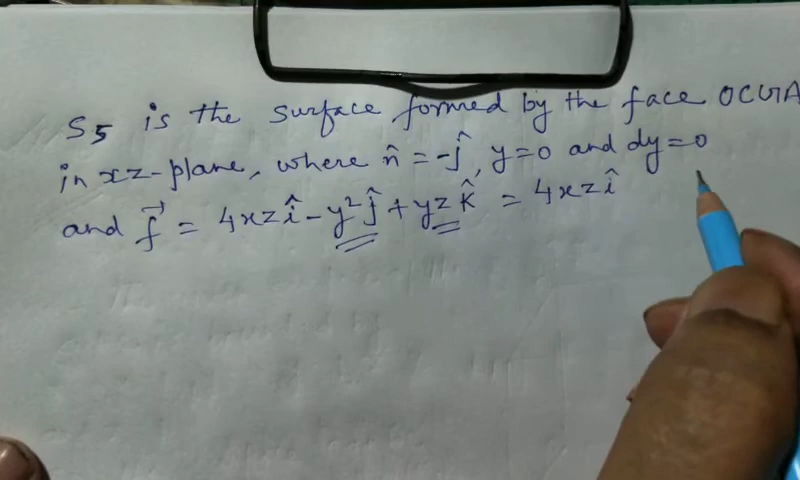 S5 is the surface formed by the face OCGA
in xz-plane, where n̂ = -ĵ, y=0 and dy=0
and f⃗ = 4xzî - y²ĵ + yzk̂ = 4xzî